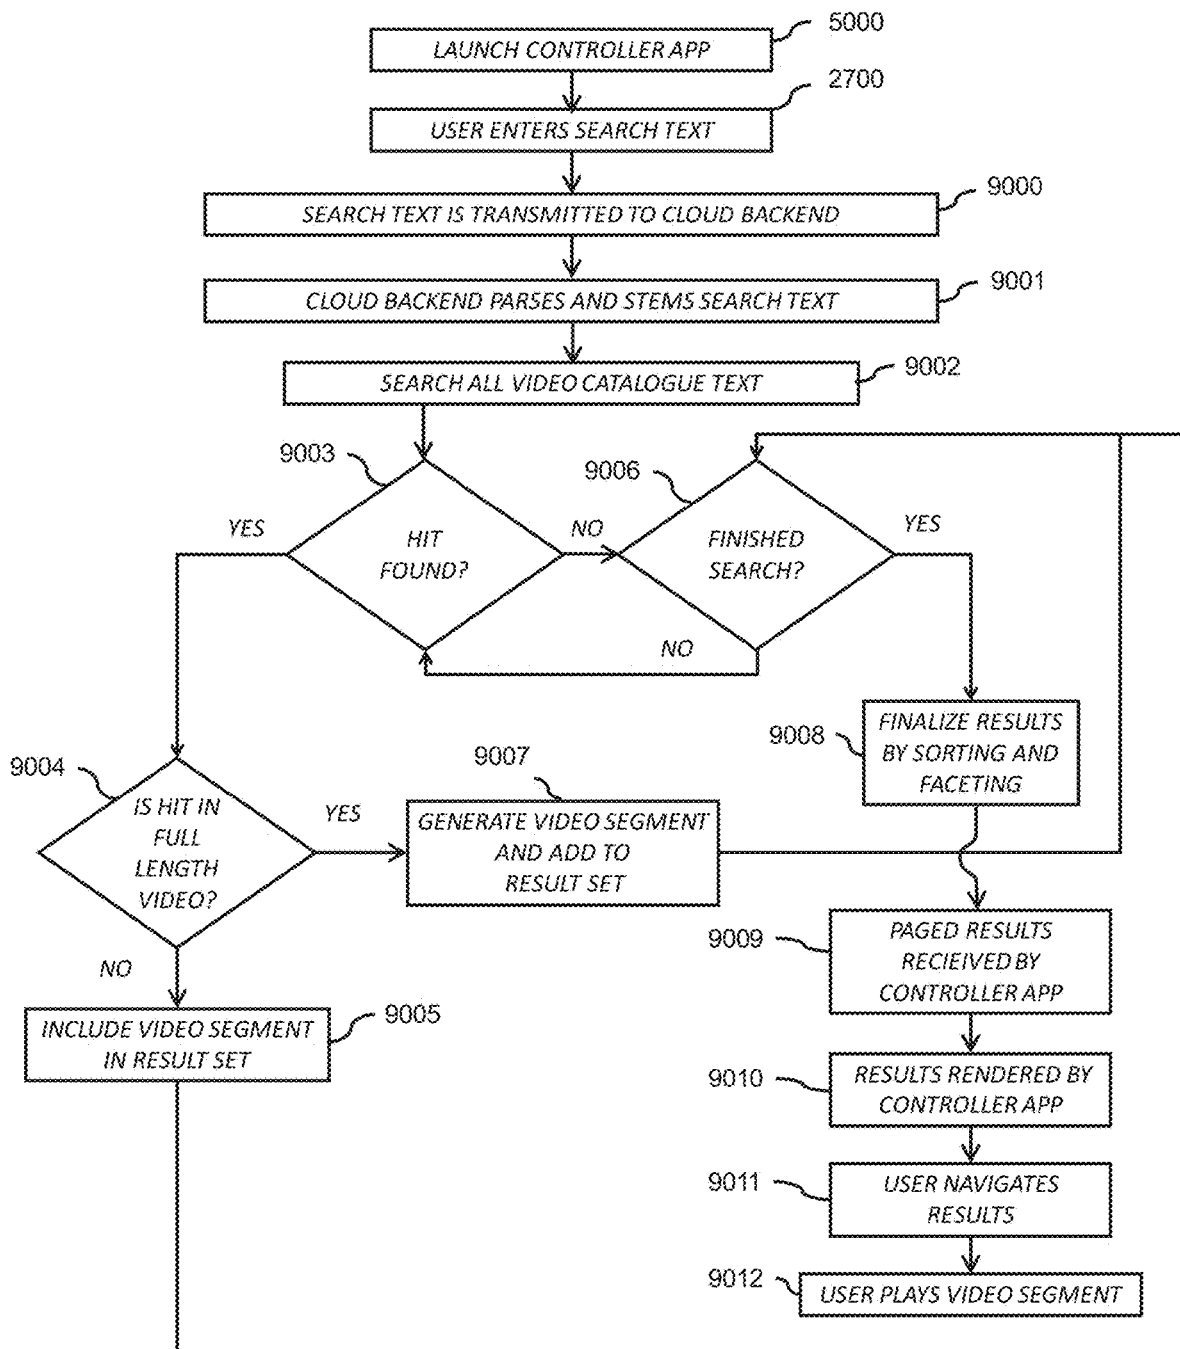 5000
LAUNCH CONTROLLER APP
2700
USER ENTERS SEARCH TEXT
9000
SEARCH TEXT IS TRANSMITTED TO CLOUD BACKEND
9001
CLOUD BACKEND PARSES AND STEMS SEARCH TEXT
9002
SEARCH ALL VIDEO CATALOGUE TEXT
9003
9006
YES
HIT
FOUND?
NO
FINISHED
SEARCH?
YES
NO
9008
FINALIZE RESULTS
BY SORTING AND
FACETING
9004
IS HIT IN
FULL
LENGTH
VIDEO?
YES
9007
GENERATE VIDEO SEGMENT
AND ADD TO
RESULT SET
NO
9005
INCLUDE VIDEO SEGMENT
IN RESULT SET
9009
PAGED RESULTS
RECIEIVED BY
CONTROLLER APP
9010
RESULTS RENDERED BY
CONTROLLER APP
9011
USER NAVIGATES
RESULTS
9012
USER PLAYS VIDEO SEGMENT